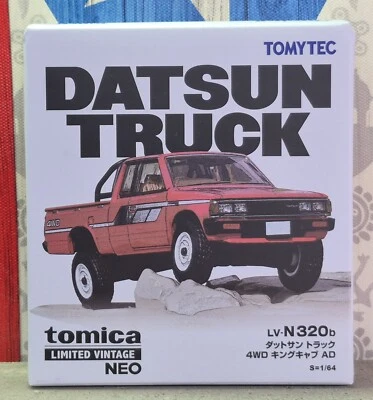 TOMYTEC
DATSUN
TRUCK
4WD
tomica
LIMITED VINTAGE
NEO
LV-N320b
ダットサン トラック
4WD キングキャブ AD
S=1/64